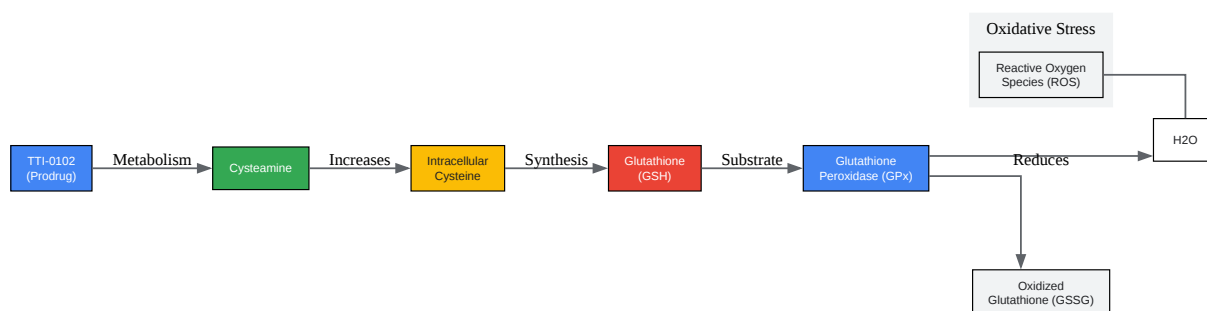 Oxidative Stress
Reactive Oxygen
Species (ROS)
H2O
TTI-0102
(Prodrug)
Metabolism
Cysteamine
Increases
Intracellular
Cysteine
Synthesis
Glutathione
(GSH)
Substrate
Glutathione
Peroxidase (GPx)
Reduces
Oxidized
Glutathione (GSSG)